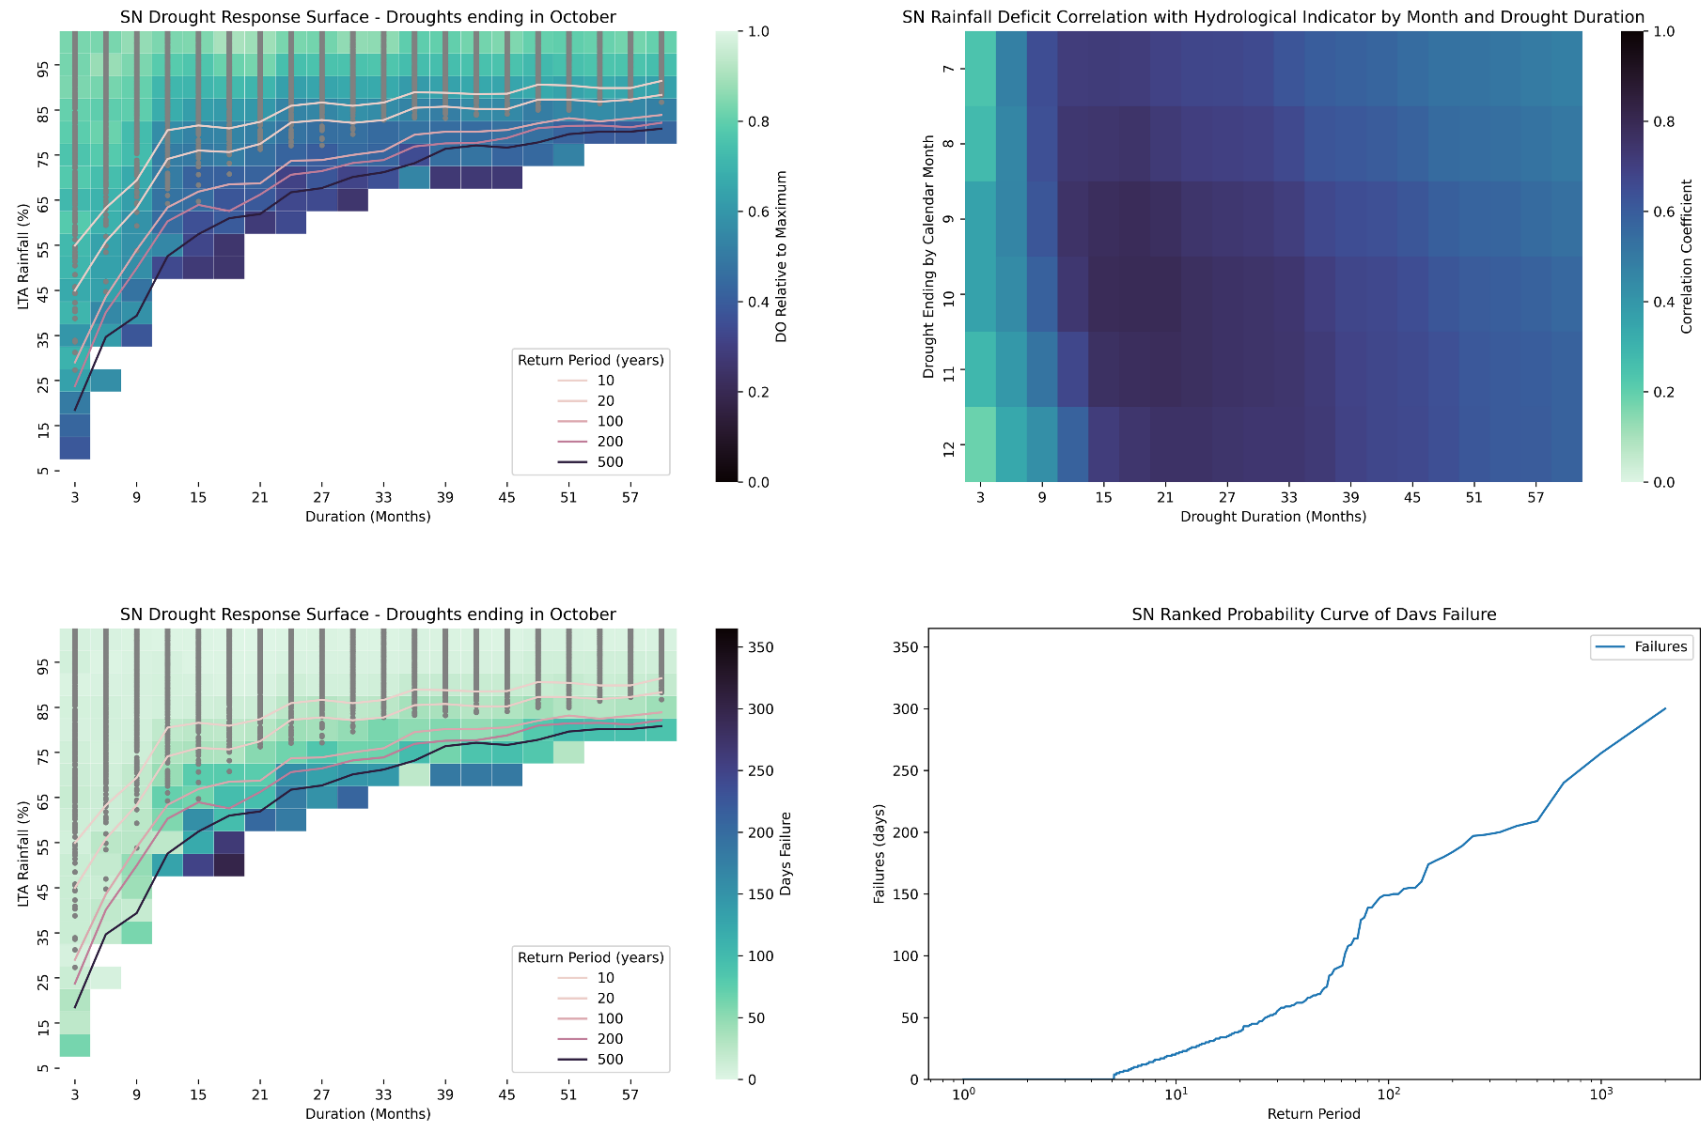 SN Drought Response Surface - Droughts ending in October
LTA Rainfall (%)
95
85
75
65
55
45
35
25
15
5
3 9 15 21 27 33 39 45 51 57
Duration (Months)
Return Period (years)
10
20
100
200
500
1.0
0.8
0.6
0.4
0.2
0.0
DO Relative to Maximum
SN Rainfall Deficit Correlation with Hydrological Indicator by Month and Drought Duration
Drought Ending by Calendar Month
7
8
9
10
11
12
3 9 15 21 27 33 39 45 51 57
Drought Duration (Months)
1.0
0.8
0.6
0.4
0.2
0.0
Correlation Coefficient
SN Drought Response Surface - Droughts ending in October
LTA Rainfall (%)
95
85
75
65
55
45
35
25
15
5
3 9 15 21 27 33 39 45 51 57
Duration (Months)
Return Period (years)
10
20
100
200
500
350
300
250
200
150
100
50
0
Days Failure
SN Ranked Probability Curve of Days Failure
Failures
Failures (days)
350
300
250
200
150
100
50
0
10⁰ 10¹ 10² 10³
Return Period